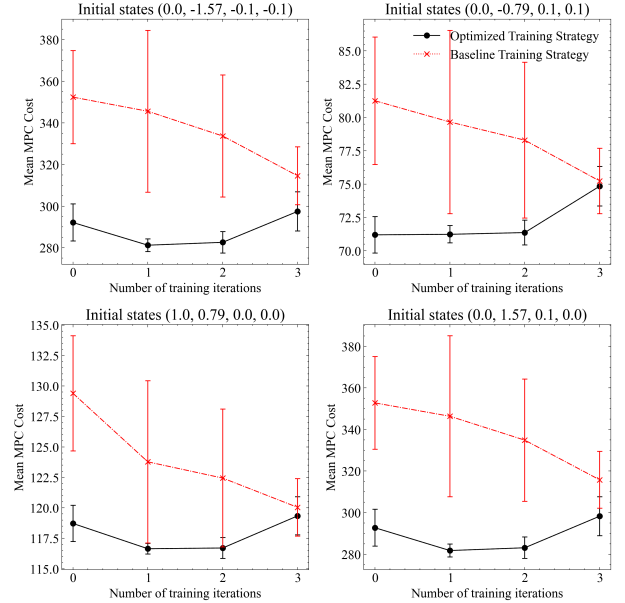 Initial states (0.0, -1.57, -0.1, -0.1)
Mean MPC Cost
380
360
340
320
300
280
0 1 2 3
Number of training iterations
Initial states (0.0, -0.79, 0.1, 0.1)
Optimized Training Strategy
Baseline Training Strategy
Mean MPC Cost
85.0
82.5
80.0
77.5
75.0
72.5
70.0
0 1 2 3
Number of training iterations
Initial states (1.0, 0.79, 0.0, 0.0)
Mean MPC Cost
135.0
132.5
130.0
127.5
125.0
122.5
120.0
117.5
115.0
0 1 2 3
Number of training iterations
Initial states (0.0, 1.57, 0.1, 0.0)
Mean MPC Cost
380
360
340
320
300
280
0 1 2 3
Number of training iterations